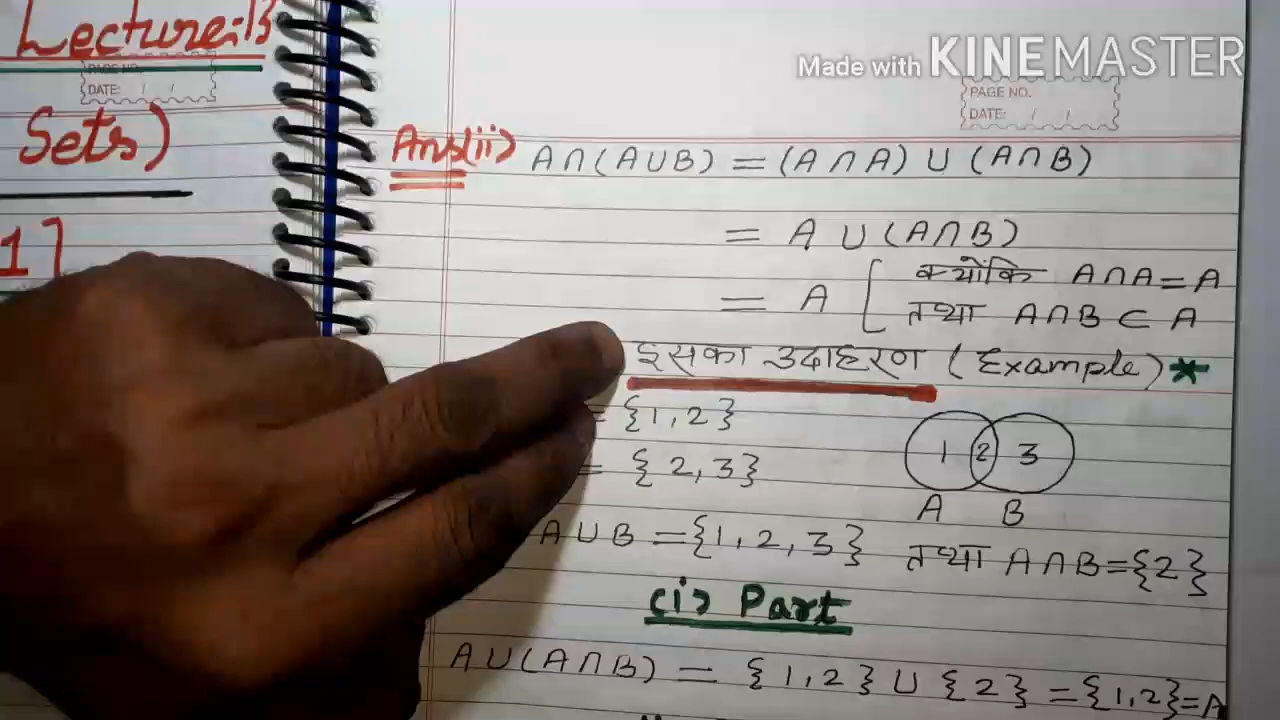 Lecture:13
Sets)
1]
Made with KINEMASTER
PAGE NO.
DATE: / /
PAGE NO.
DATE: / /
Ans(ii) A∩(A∪B) = (A∩A) ∪ (A∩B)
= A ∪ (A∩B)
= A [ क्योंकि A∩A=A
तथा A∩B ⊂ A
इसका उदाहरण (Example) *
= {1,2}
= {2,3}
1 2 3
A B
A∪B = {1,2,3} तथा A∩B={2}
(i) Part
A∪(A∩B) = {1,2} ∪ {2} = {1,2}=A